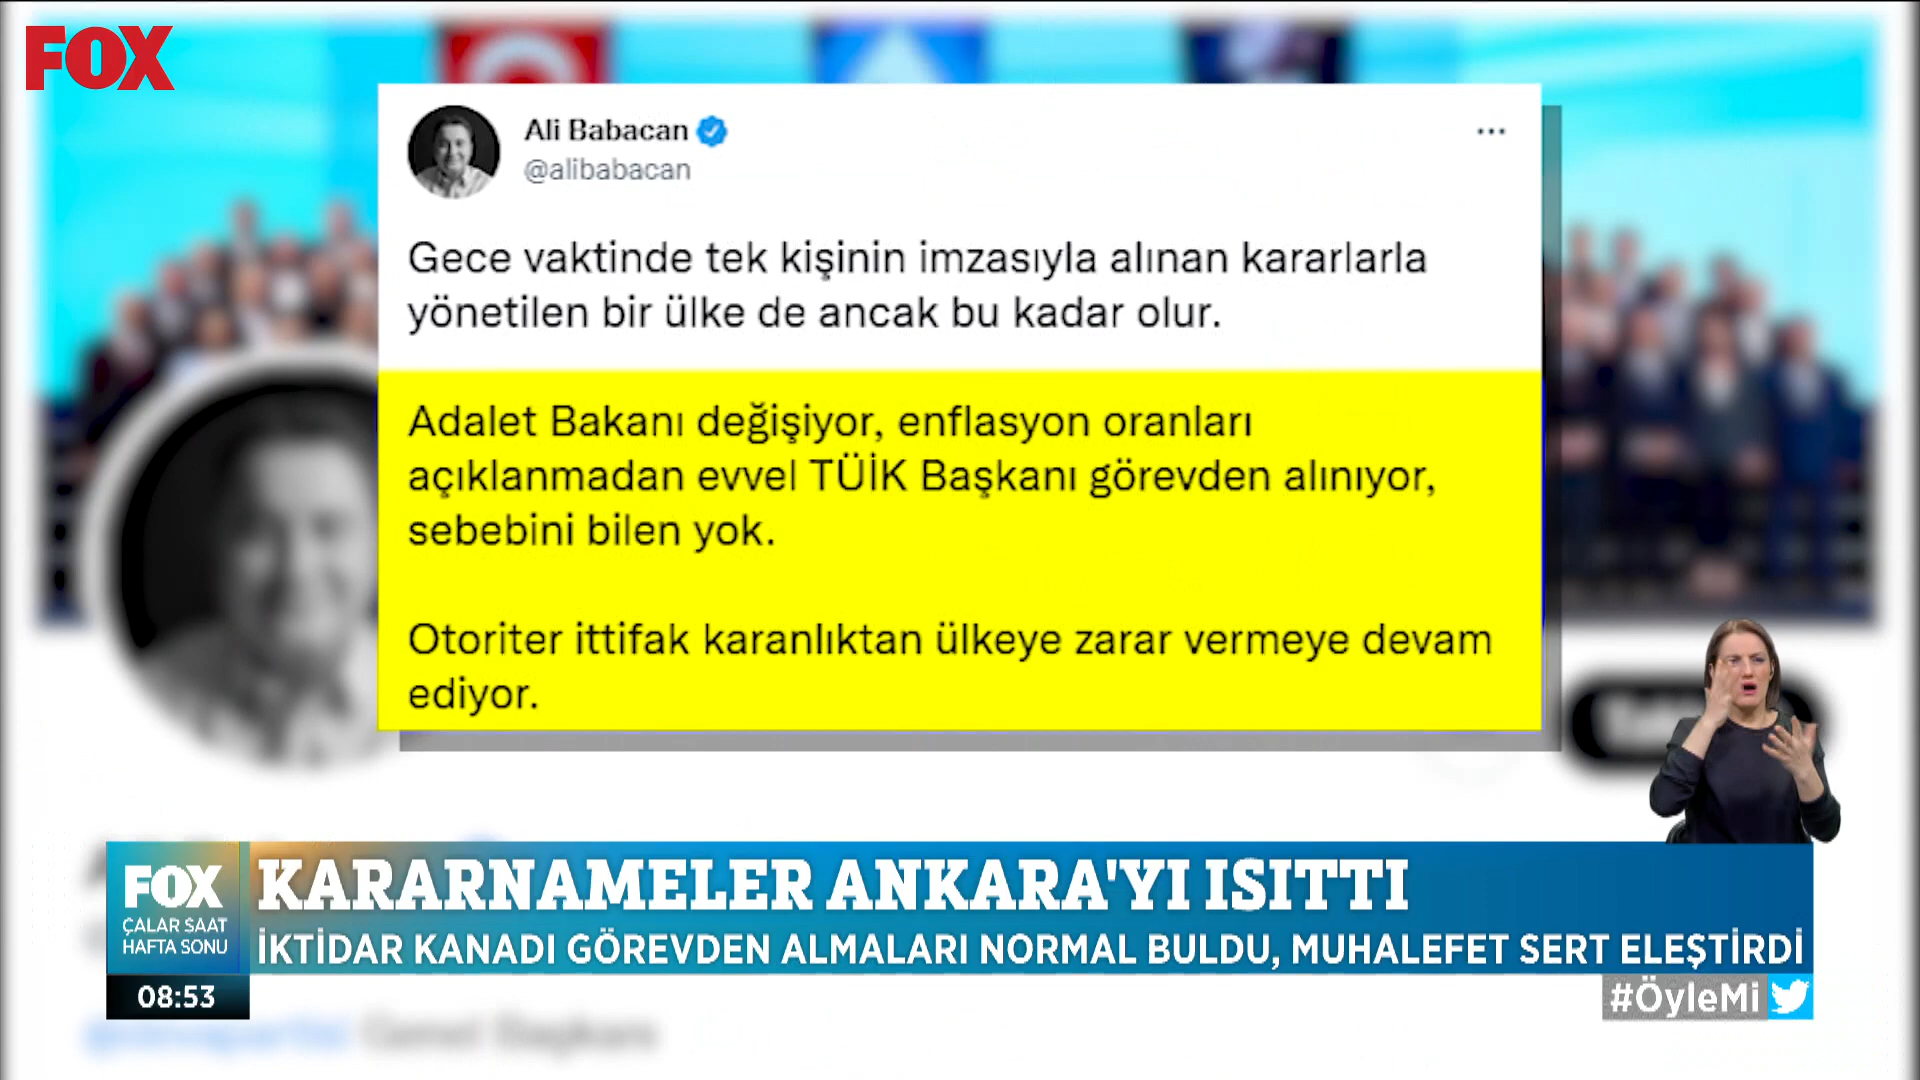 FOX
Ali Babacan
@alibabacan
Gece vaktinde tek kişinin imzasıyla alınan kararlarla
yönetilen bir ülke de ancak bu kadar olur.
Adalet Bakanı değişiyor, enflasyon oranları
açıklanmadan evvel TÜİK Başkanı görevden alınıyor,
sebebini bilen yok.
Otoriter ittifak karanlıktan ülkeye zarar vermeye devam
ediyor.
FOX
ÇALAR SAAT
HAFTA SONU
KARARNAMELER ANKARA'YI ISITTI
İKTİDAR KANADI GÖREVDEN ALMALARI NORMAL BULDU, MUHALEFET SERT ELEŞTİRDİ
08:53
#ÖyleMi
Genel Başkanı